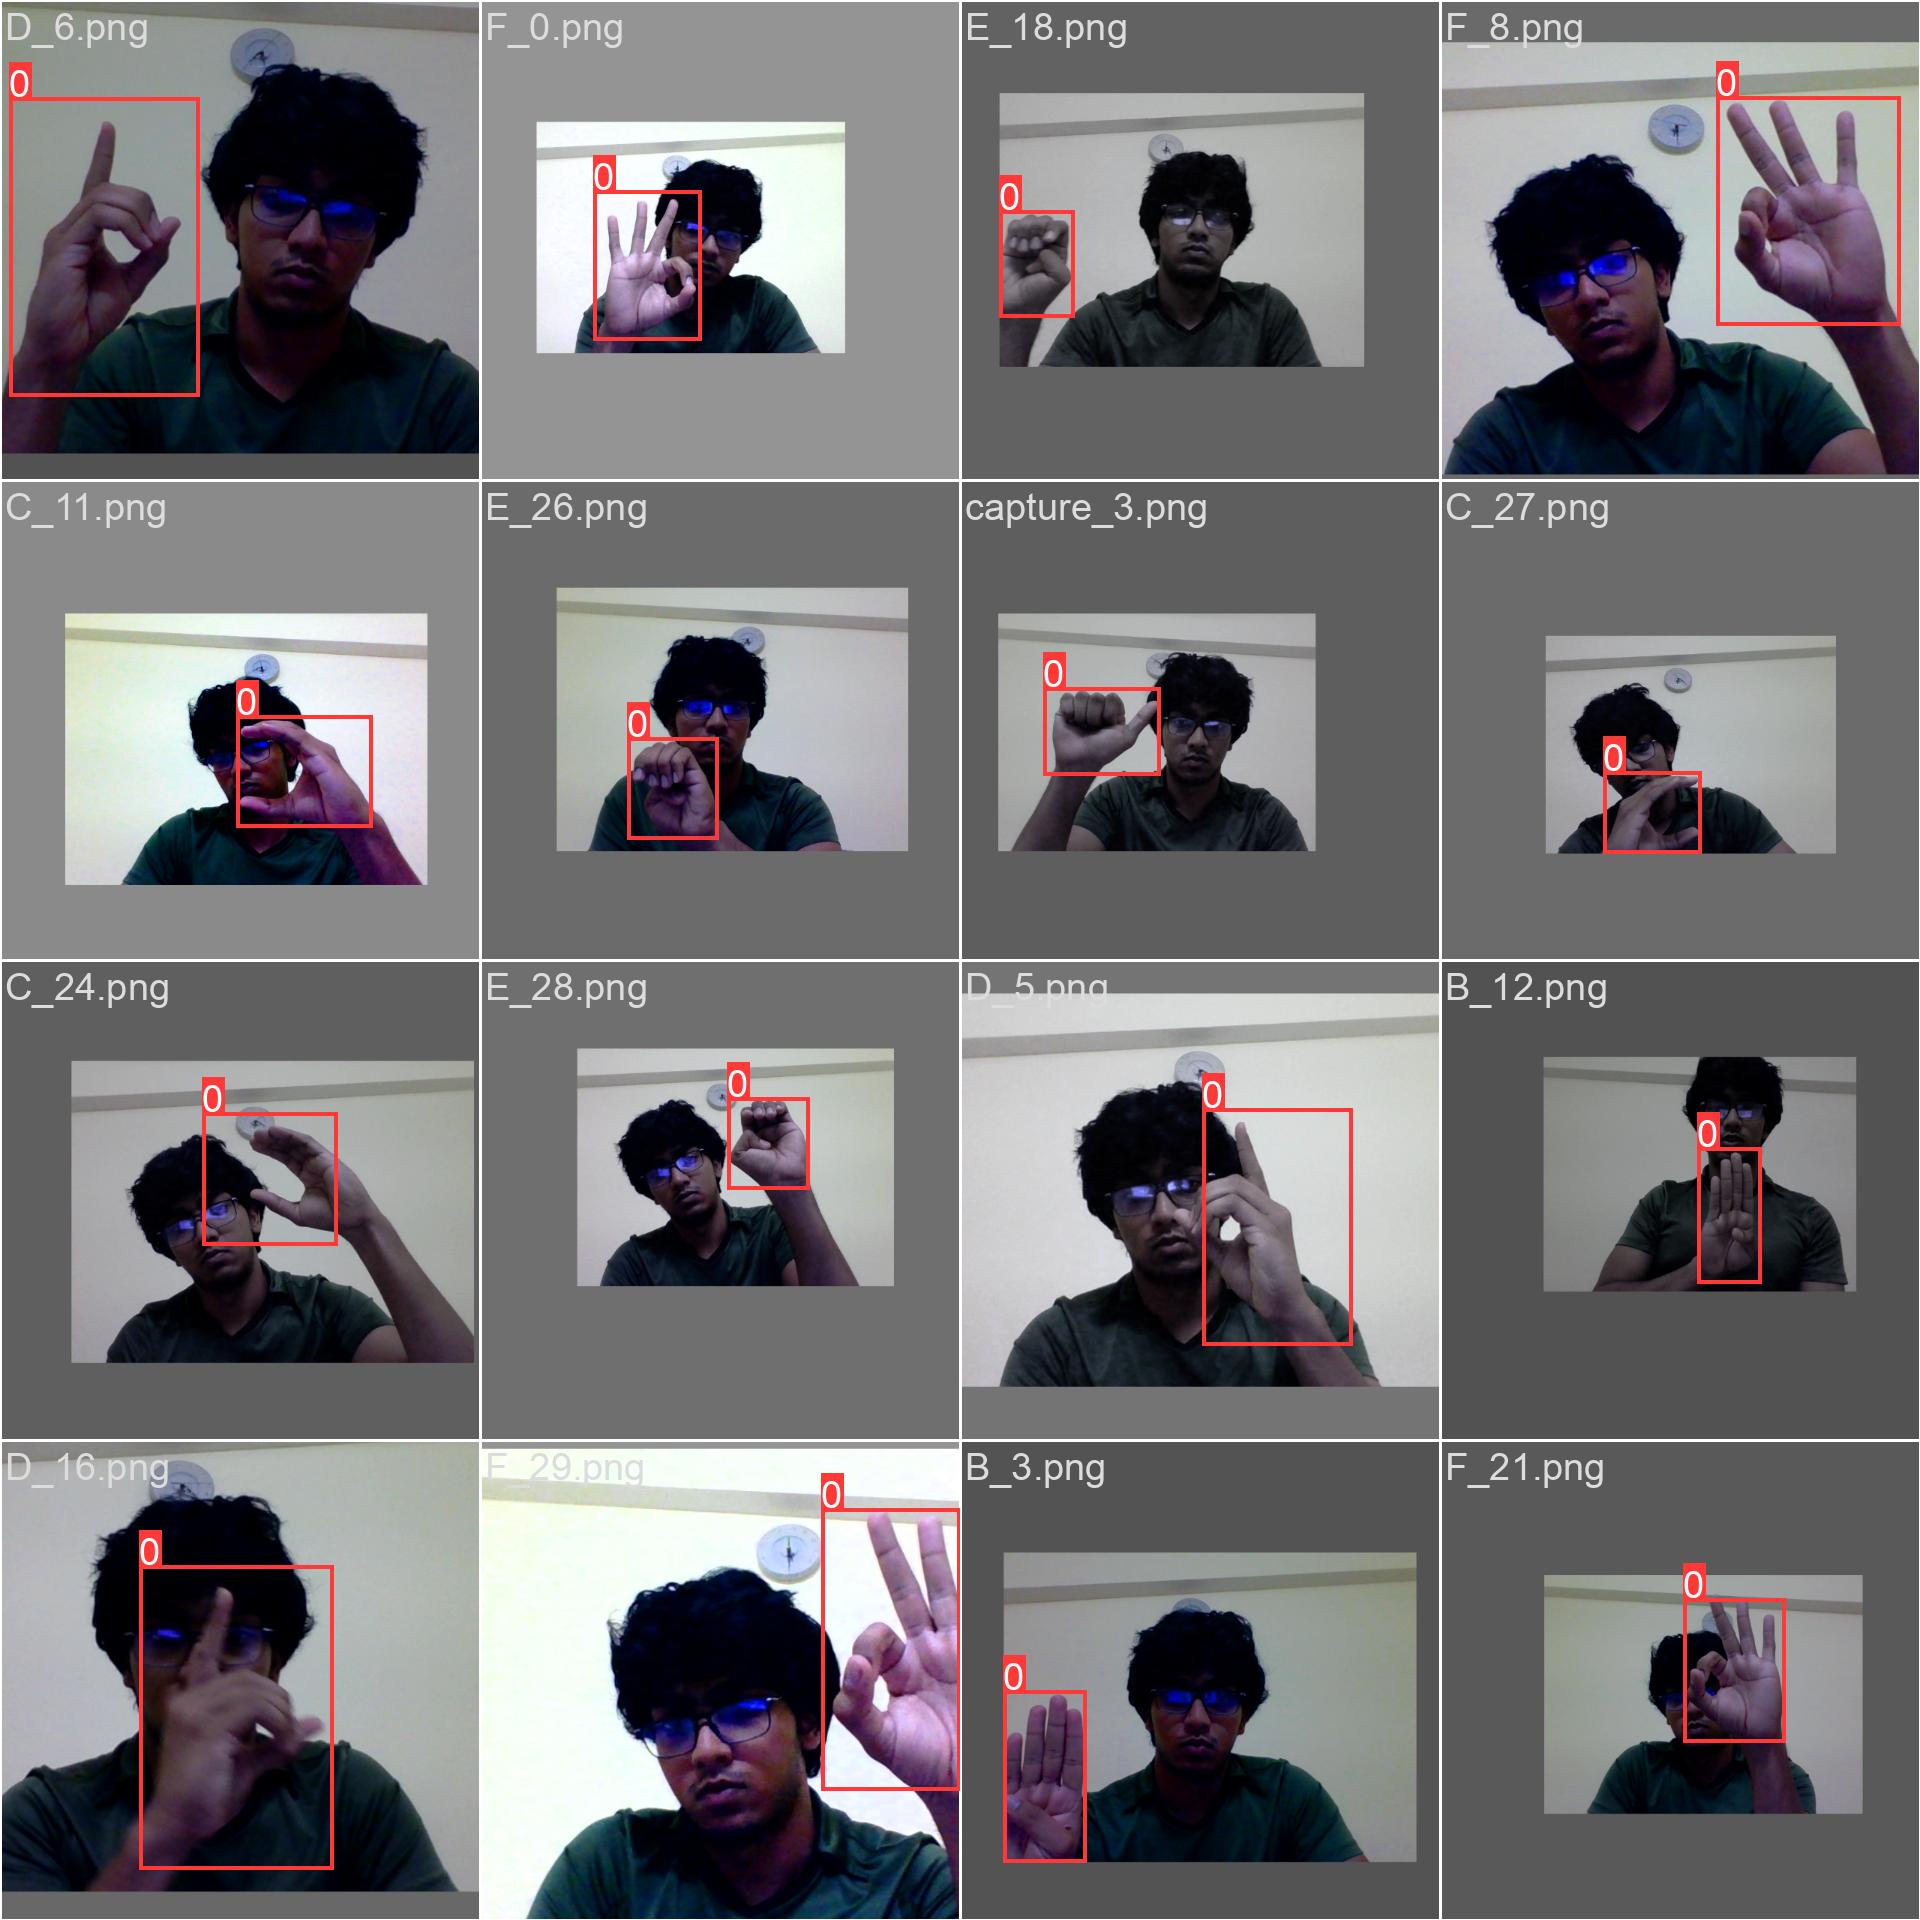 D_6.png
F_0.png
E_18.png
F_8.png
0
0
0
0
C_11.png
E_26.png
capture_3.png
C_27.png
0
0
0
0
C_24.png
E_28.png
D_5.png
B_12.png
0
0
0
0
D_16.png
F_29.png
B_3.png
F_21.png
0
0
0
0